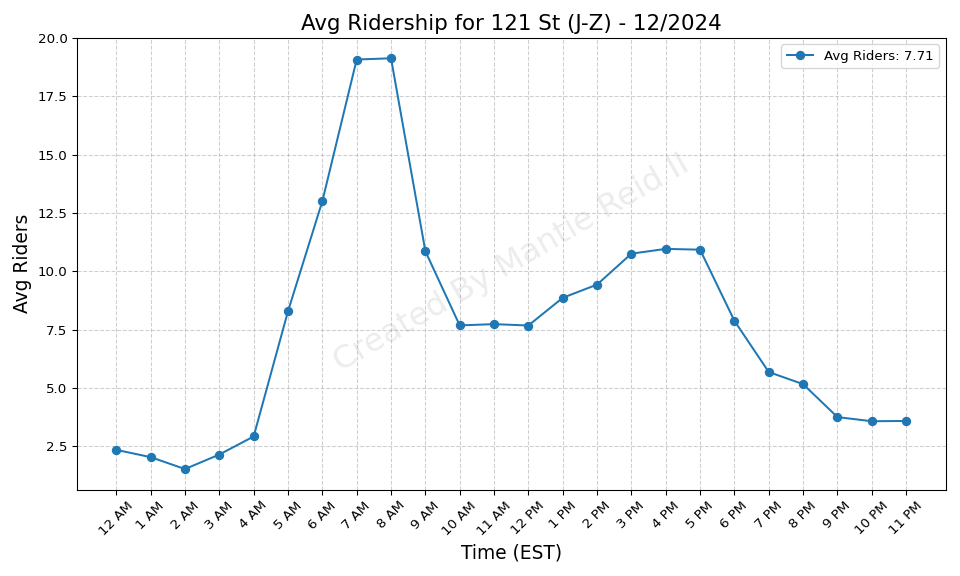 Avg Ridership for 121 St (J-Z) - 12/2024
Avg Riders: 7.71
20.0
17.5
15.0
12.5
10.0
7.5
5.0
2.5
Avg Riders
Created By Mantie Reid II
12 AM
1 AM
2 AM
3 AM
4 AM
5 AM
6 AM
7 AM
8 AM
9 AM
10 AM
11 AM
12 PM
1 PM
2 PM
3 PM
4 PM
5 PM
6 PM
7 PM
8 PM
9 PM
10 PM
11 PM
Time (EST)